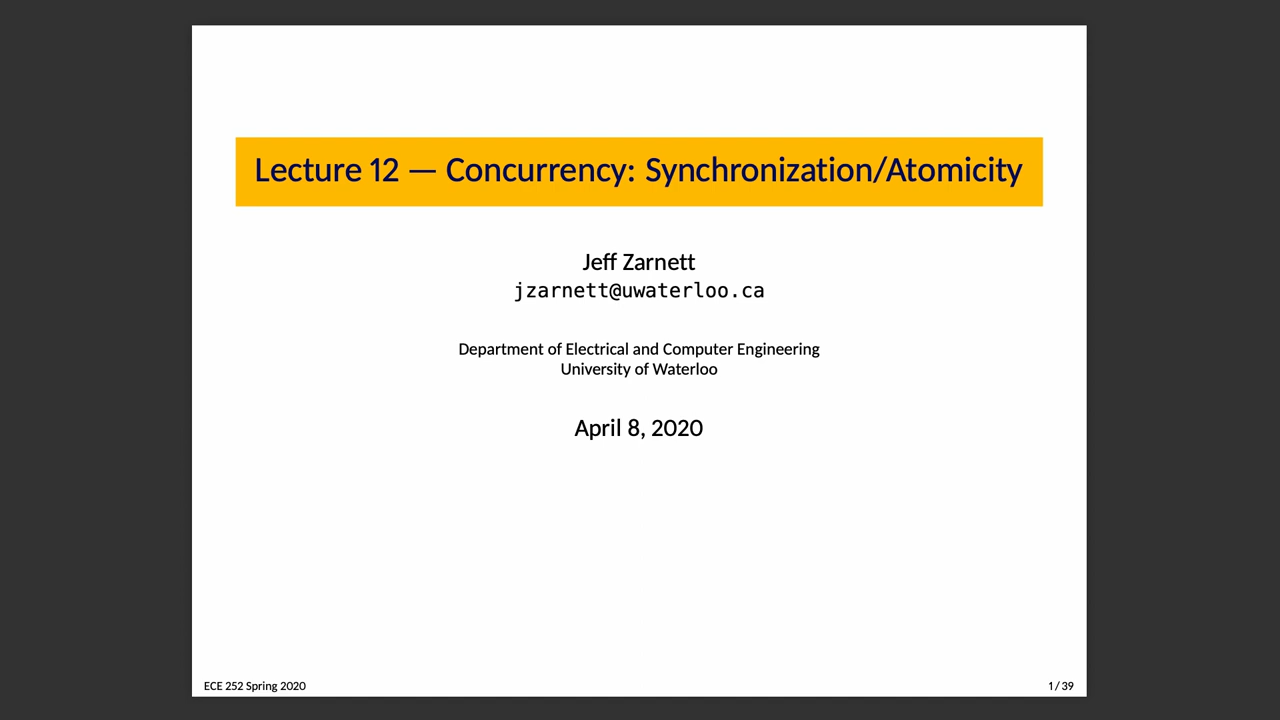 Lecture 12 — Concurrency: Synchronization/Atomicity
Jeff Zarnett
jzarnett@uwaterloo.ca
Department of Electrical and Computer Engineering
University of Waterloo
April 8, 2020
ECE 252 Spring 2020
1 / 39